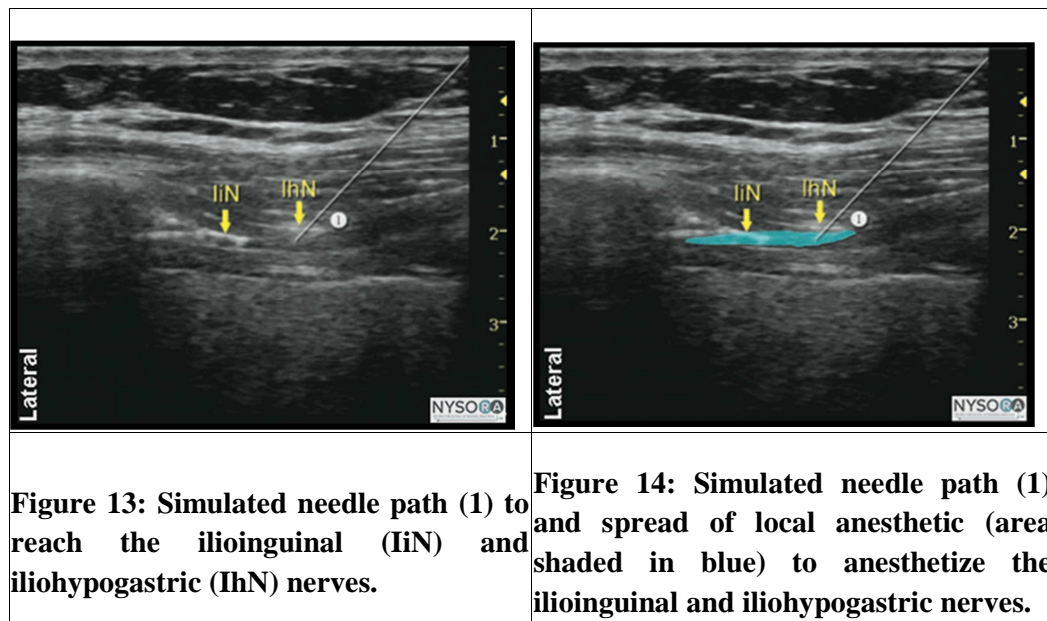 IiN
IhN
1
1
2
3
Lateral
NYSORA
IiN
IhN
1
1
2
3
Lateral
NYSORA
Figure 13: Simulated needle path (1) to
reach the ilioinguinal (IiN) and
iliohypogastric (IhN) nerves.
Figure 14: Simulated needle path (1)
and spread of local anesthetic (area
shaded in blue) to anesthetize the
ilioinguinal and iliohypogastric nerves.